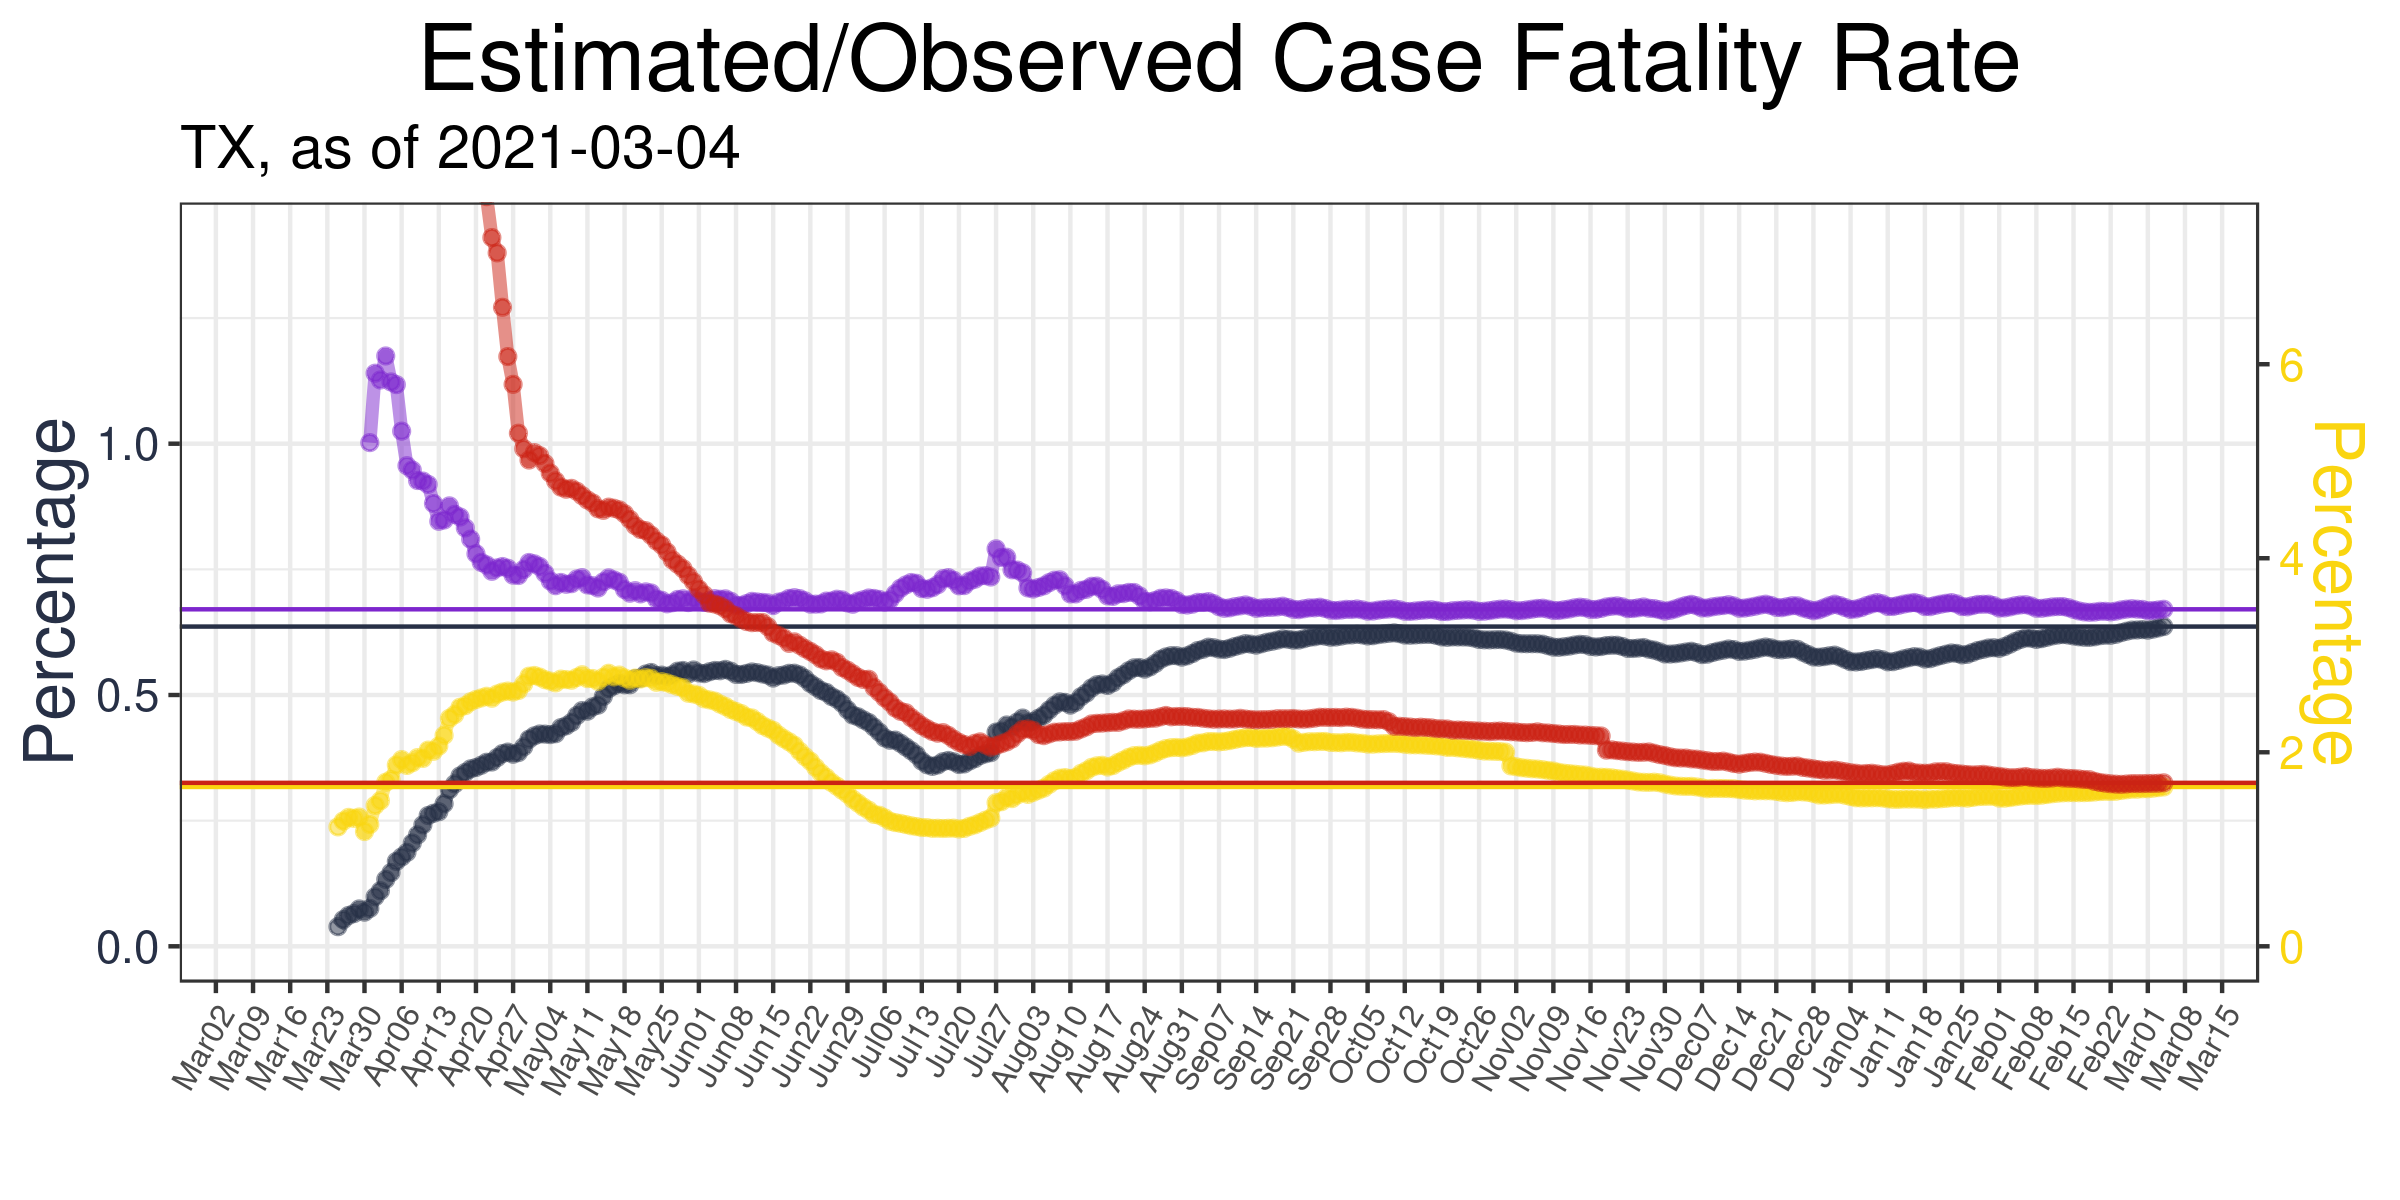 Estimated/Observed Case Fatality Rate
TX, as of 2021-03-04
Percentage
1.0
0.5
0.0
6
4
2
0
Percentage
Mar02
Mar09
Mar16
Mar23
Mar30
Apr06
Apr13
Apr20
Apr27
May04
May11
May18
May25
Jun01
Jun08
Jun15
Jun22
Jun29
Jul06
Jul13
Jul20
Jul27
Aug03
Aug10
Aug17
Aug24
Aug31
Sep07
Sep14
Sep21
Sep28
Oct05
Oct12
Oct19
Oct26
Nov02
Nov09
Nov16
Nov23
Nov30
Dec07
Dec14
Dec21
Dec28
Jan04
Jan11
Jan18
Jan25
Feb01
Feb08
Feb15
Feb22
Mar01
Mar08
Mar15